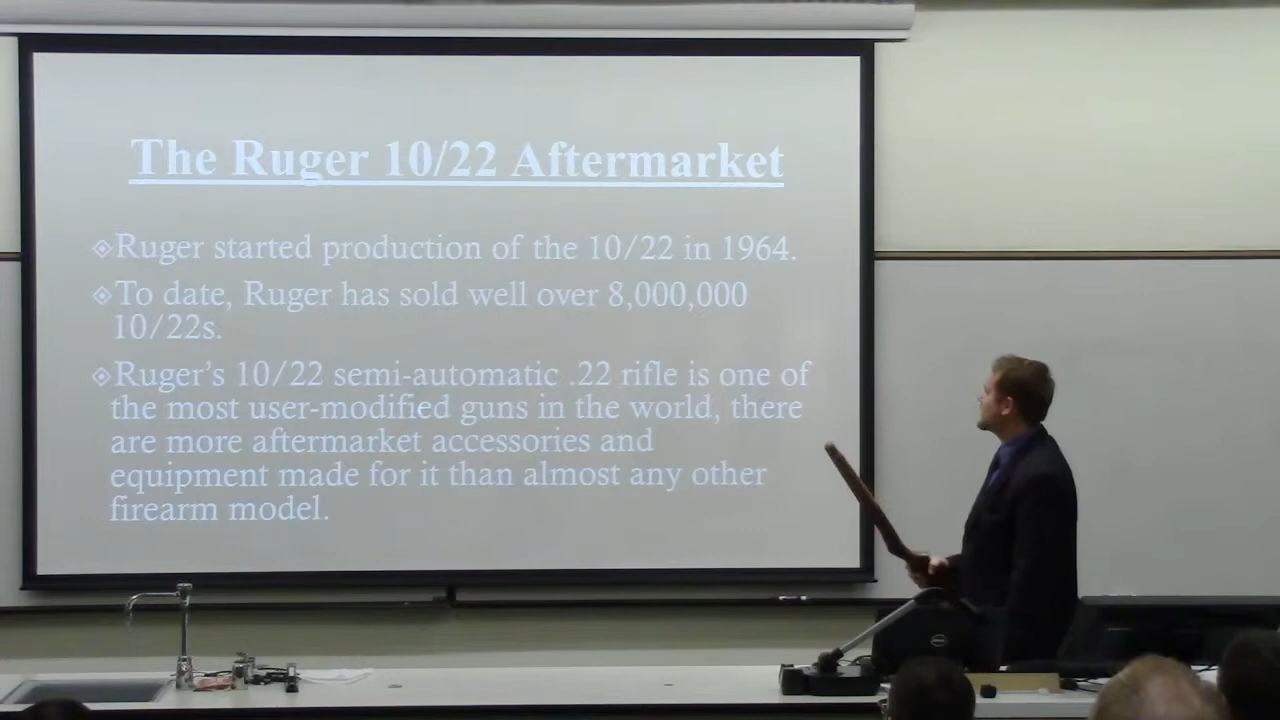 The Ruger 10/22 Aftermarket
Ruger started production of the 10/22 in 1964.
To date, Ruger has sold well over 8,000,000
10/22s.
Ruger's 10/22 semi-automatic .22 rifle is one of
the most user-modified guns in the world, there
are more aftermarket accessories and
equipment made for it than almost any other
firearm model.
DELL